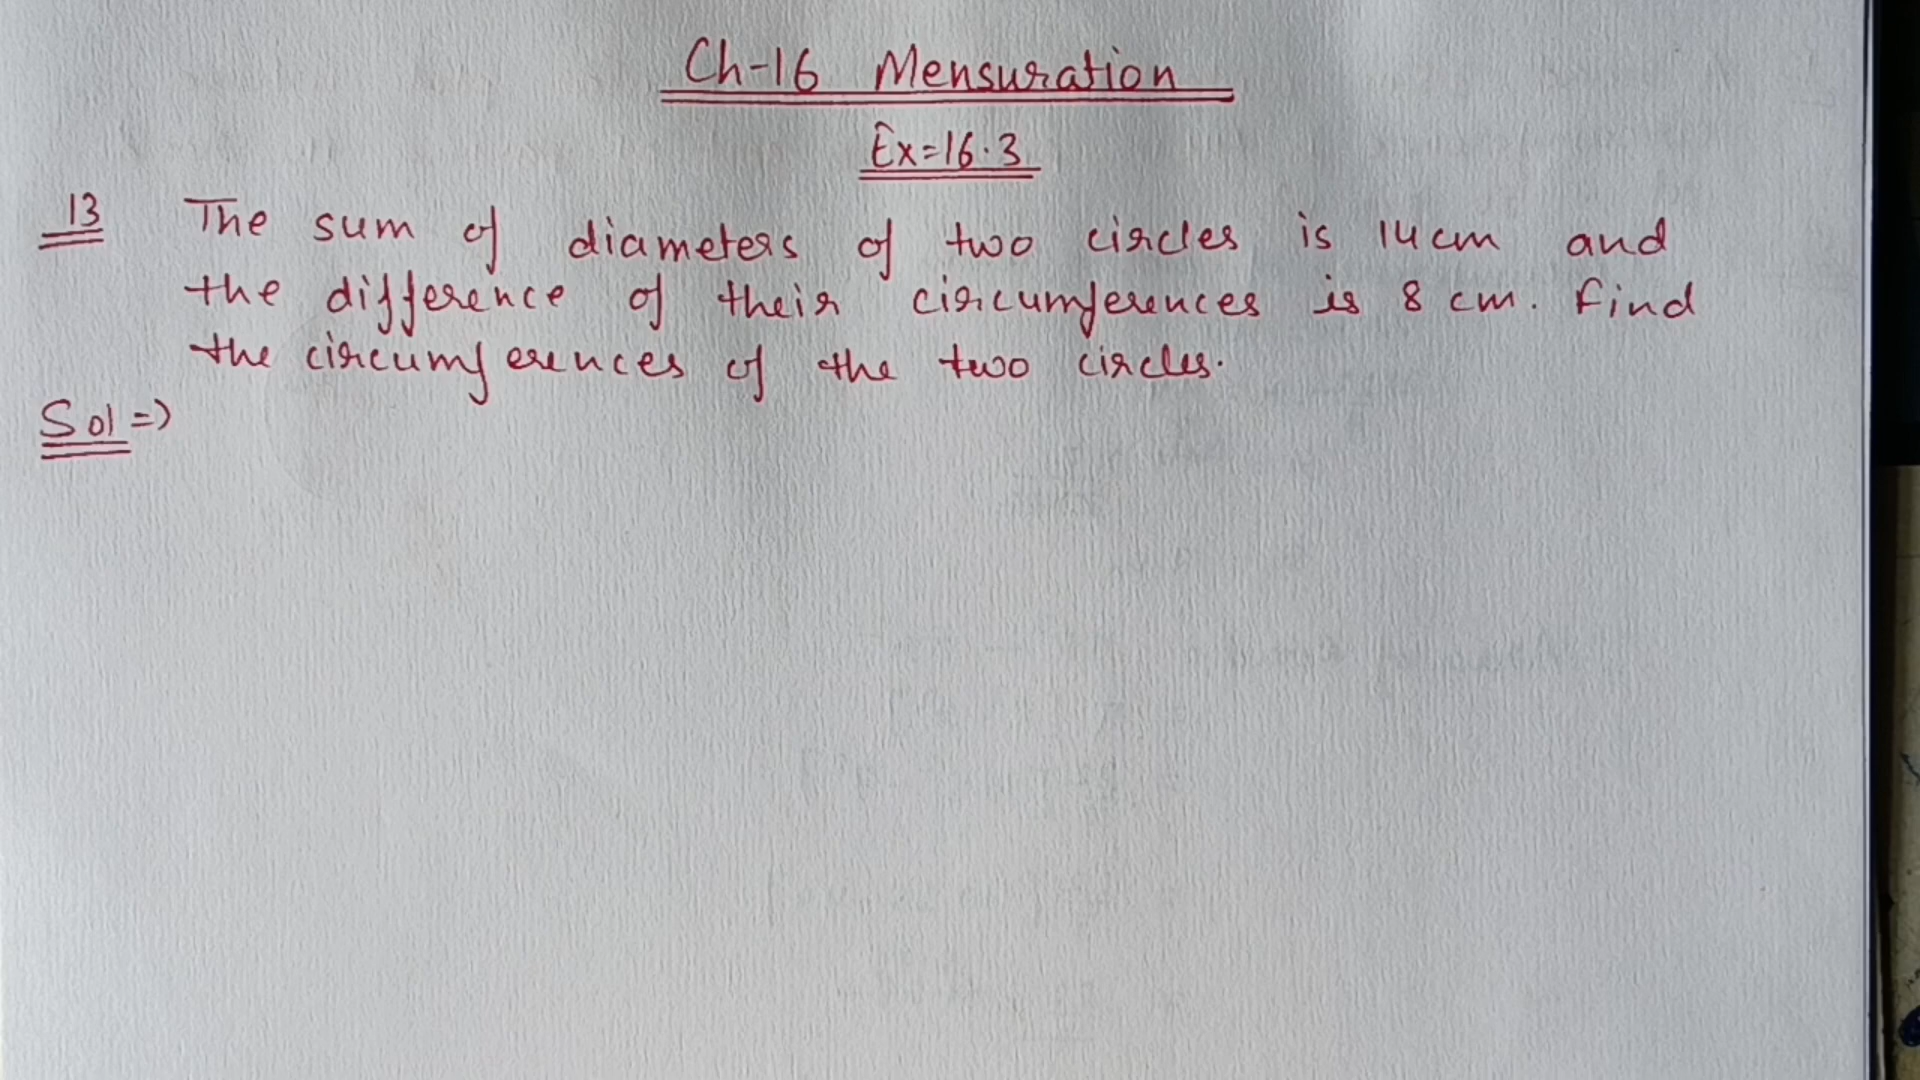 Ch-16 Mensuration
Ex=16.3
13 The sum of diameters of two circles is 14cm and
the difference of their circumferences is 8 cm. Find
the circumferences of the two circles.
Sol =>